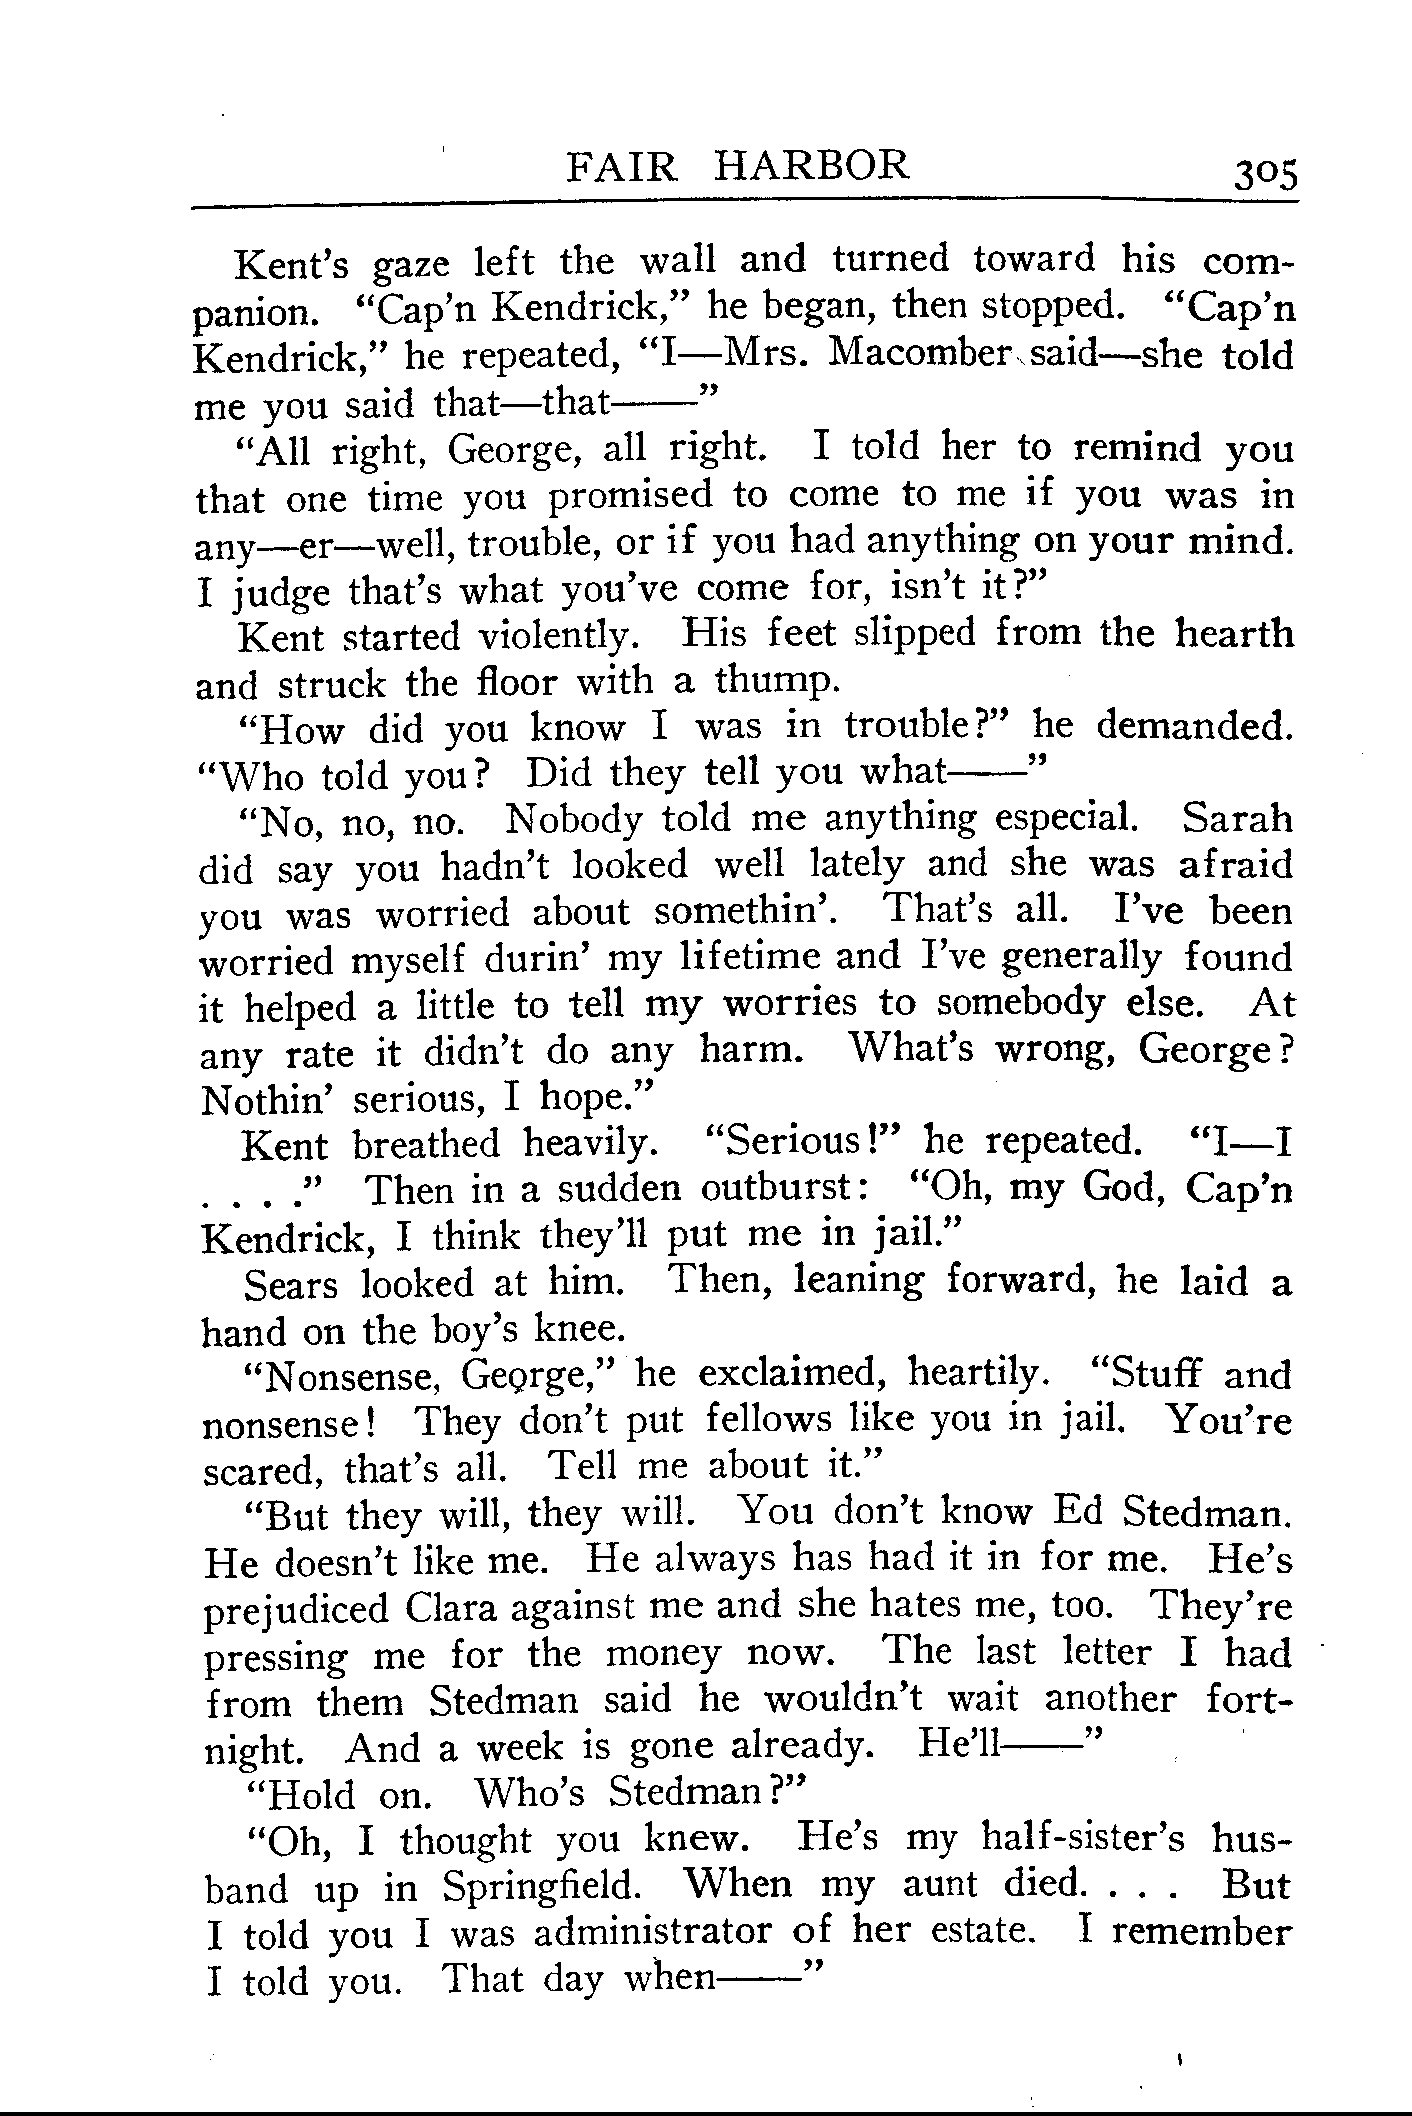 FAIR HARBOR 305
Kent's gaze left the wall and turned toward his com-
panion. “Cap'n Kendrick,” he began, then stopped. “Cap'n
Kendrick,” he repeated, “I—Mrs. Macomber said—she told
me you said that—that——”
“All right, George, all right. I told her to remind you
that one time you promised to come to me if you was in
any—er—well, trouble, or if you had anything on your mind.
I judge that's what you've come for, isn't it?”
Kent started violently. His feet slipped from the hearth
and struck the floor with a thump.
“How did you know I was in trouble?” he demanded.
“Who told you? Did they tell you what——”
“No, no, no. Nobody told me anything especial. Sarah
did say you hadn't looked well lately and she was afraid
you was worried about somethin'. That's all. I've been
worried myself durin' my lifetime and I've generally found
it helped a little to tell my worries to somebody else. At
any rate it didn't do any harm. What's wrong, George?
Nothin' serious, I hope.”
Kent breathed heavily. “Serious!” he repeated. “I—I
. . . .” Then in a sudden outburst: “Oh, my God, Cap'n
Kendrick, I think they'll put me in jail.”
Sears looked at him. Then, leaning forward, he laid a
hand on the boy's knee.
“Nonsense, George,” he exclaimed, heartily. “Stuff and
nonsense! They don't put fellows like you in jail. You're
scared, that's all. Tell me about it.”
“But they will, they will. You don't know Ed Stedman.
He doesn't like me. He always has had it in for me. He's
prejudiced Clara against me and she hates me, too. They're
pressing me for the money now. The last letter I had
from them Stedman said he wouldn't wait another fort-
night. And a week is gone already. He'll——”
“Hold on. Who's Stedman?”
“Oh, I thought you knew. He's my half-sister's hus-
band up in Springfield. When my aunt died. . . . But
I told you I was administrator of her estate. I remember
I told you. That day when——”